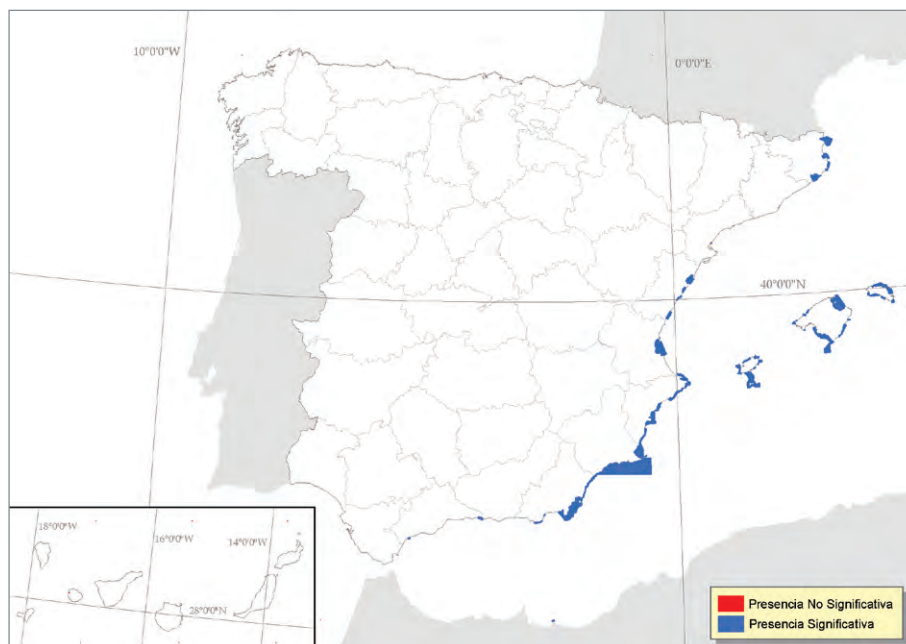 10°0'0"W
0°0'0"E
40°0'0"N
18°0'0"W
16°0'0"W
14°0'0"W
28°0'0"N
Presencia No Significativa
Presencia Significativa